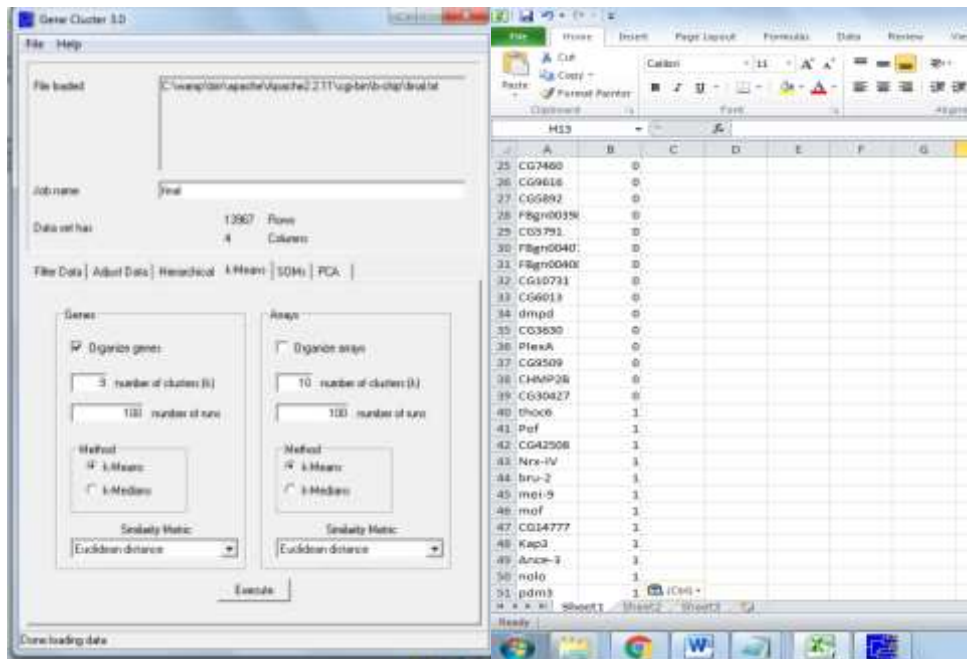 Gene Cluster 3.0
File Help
File loaded
Job name
Data set has
13967 Rows
4 Columns
Filter Data Adjust Data Hierarchical k-Means SOMs PCA
Genes
Organize genes
number of clusters (k)
100 number of runs
Method
k-Means
k-Medians
Similarity Metric
Euclidean distance
Arrays
Organize arrays
10 number of clusters (k)
100 number of runs
Method
k-Means
k-Medians
Similarity Metric
Euclidean distance
Execute
Done loading data
File Home Insert Page Layout Formulas Data Review
Cut
Copy
Format Painter
Paste
Clipboard
Calibri 11
B I U
Font
H13 fx
A B C D E F G
25 CG7460 0
26 CG9616 0
27 CG5892 0
28 0
29 CG5791 0
30 0
31 0
32 CG10731 0
33 CG6013 0
34 dmpd 0
35 CG3630 0
36 PlexA 0
37 CG9509 0
38 CHMP2B 0
39 CG30427 0
40 thoc6 1
41 Pof 1
42 CG42508 1
43 Nrx-IV 1
44 bru-2 1
45 mei-9 1
46 mof 1
47 CG14777 1
48 Kap3 1
49 Ance-3 1
50 nolo 1
51 pdm3 1
(Ctrl)
Sheet1 Sheet2 Sheet3
Ready